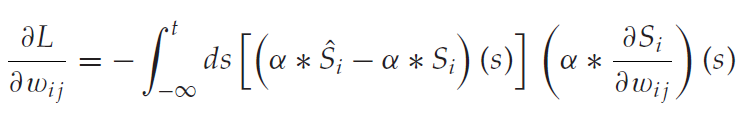 ∂L/∂w_{ij} = − ∫_{−∞}^{t} ds [(α ∗ Ŝ_i − α ∗ S_i) (s)] (α ∗ ∂S_i/∂w_{ij}) (s)